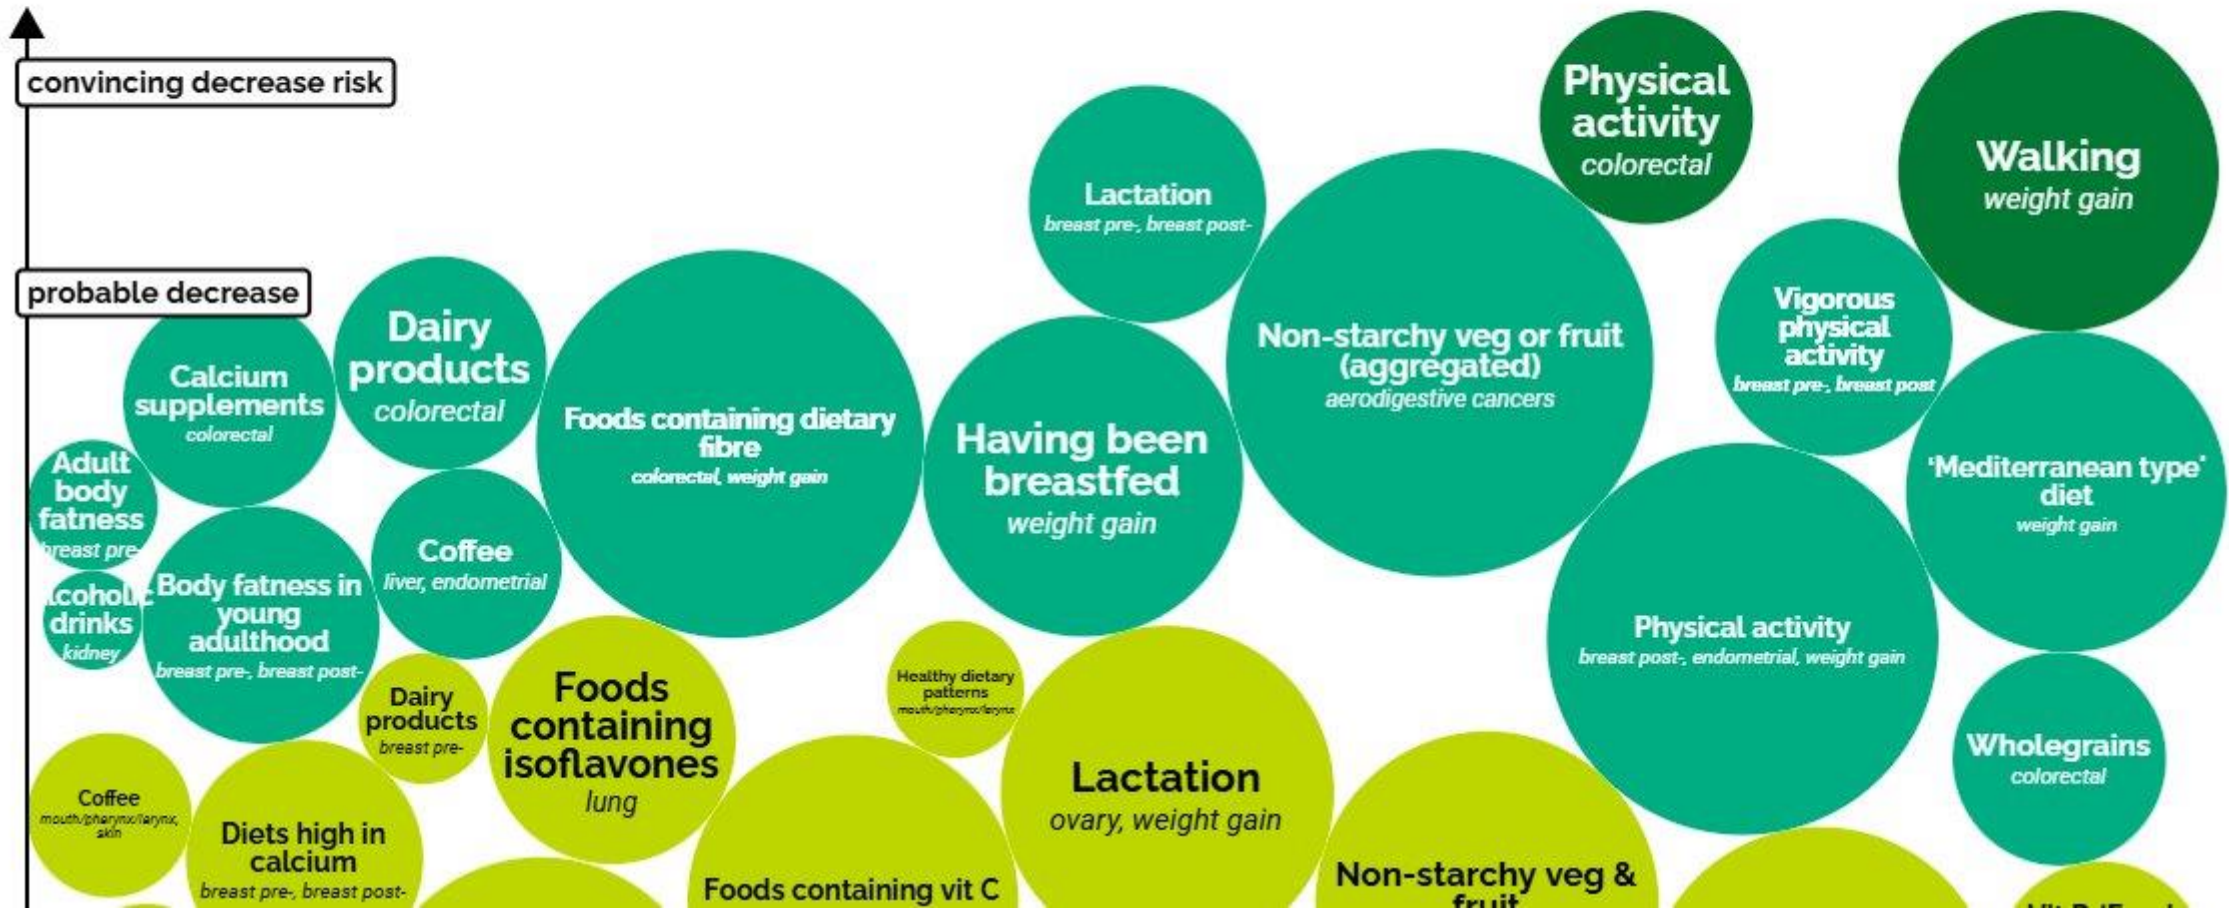 convincing decrease risk
probable decrease
Physical
activity
colorectal
Walking
weight gain
Lactation
breast pre-, breast post-
Vigorous
physical
activity
breast pre-, breast post
Non-starchy veg or fruit
(aggregated)
aerodigestive cancers
Dairy
products
colorectal
Calcium
supplements
colorectal
Foods containing dietary
fibre
colorectal, weight gain
Having been
breastfed
weight gain
'Mediterranean type'
diet
weight gain
Adult
body
fatness
breast pre-
Coffee
liver, endometrial
lcoholic
drinks
kidney
Body fatness in
young
adulthood
breast pre-, breast post-
Physical activity
breast post-, endometrial, weight gain
Dairy
products
breast pre-
Foods
containing
isoflavones
lung
Healthy dietary
patterns
mouth/pharynx/larynx
Lactation
ovary, weight gain
Wholegrains
colorectal
Coffee
mouth/pharynx/larynx,
skin
Diets high in
calcium
breast pre-, breast post-
Foods containing vit C
Non-starchy veg &
fruit